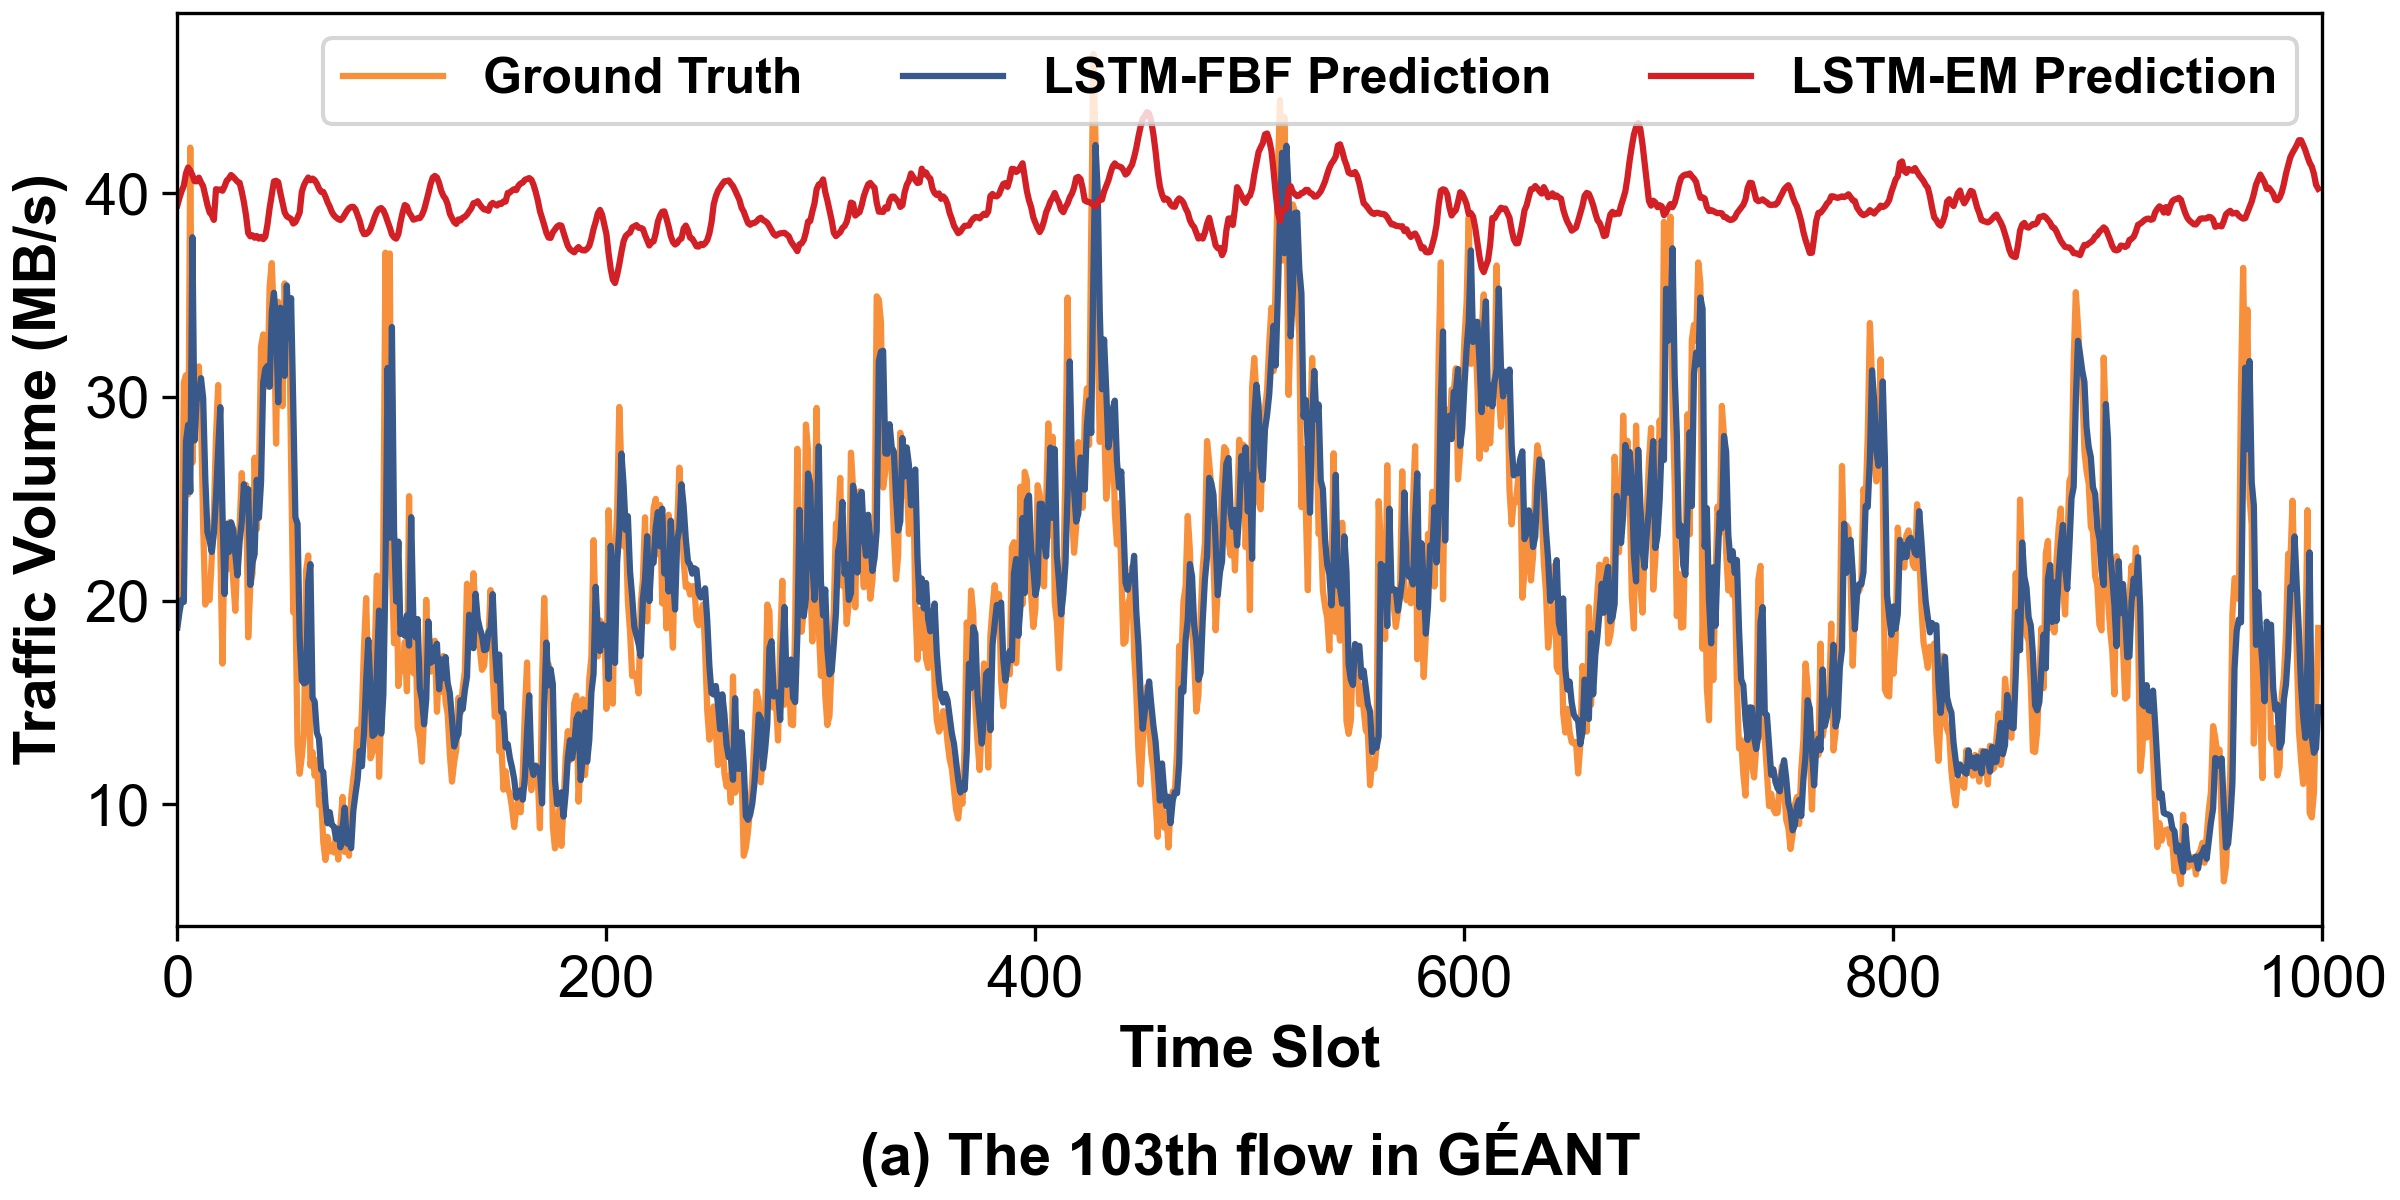 Ground Truth LSTM-FBF Prediction LSTM-EM Prediction
Traffic Volume (MB/s)
40
30
20
10
0 200 400 600 800 1000
Time Slot
(a) The 103th flow in GÉANT